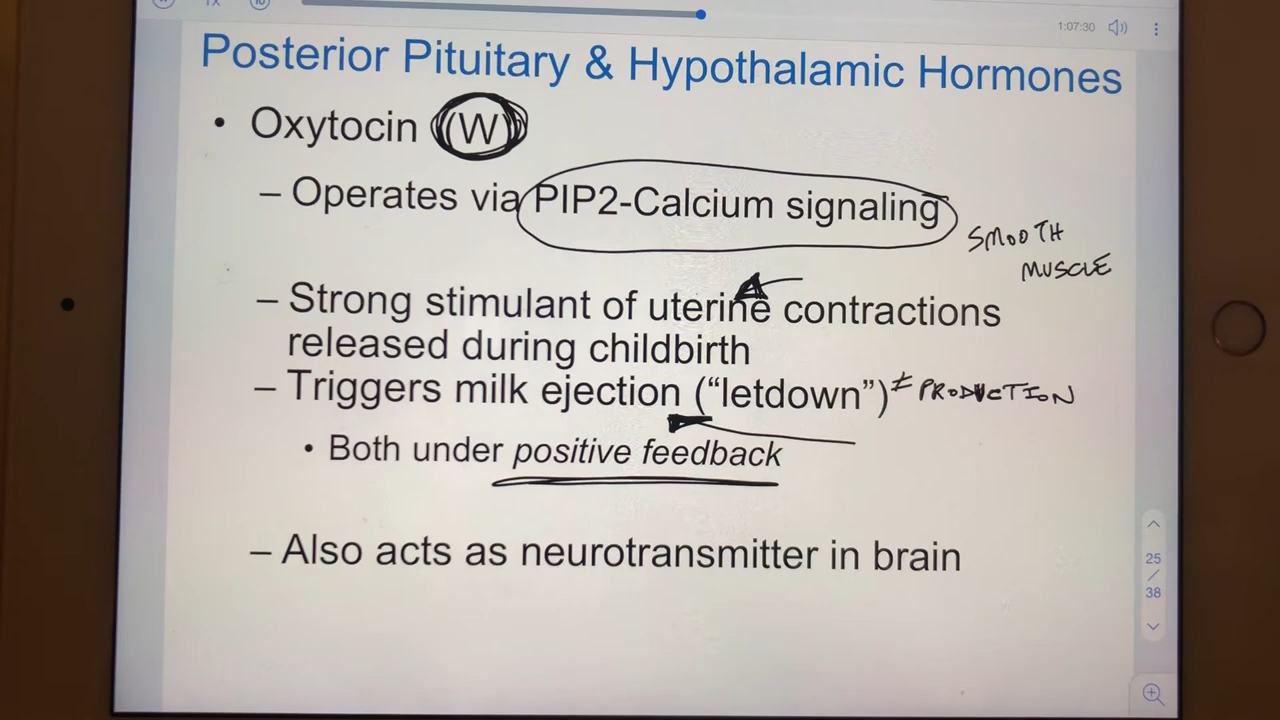 1x
10
1:07:30
Posterior Pituitary & Hypothalamic Hormones
• Oxytocin (W)
– Operates via PIP2-Calcium signaling
SMOOTH
MUSCLE
– Strong stimulant of uterine contractions
released during childbirth
– Triggers milk ejection (“letdown”) ≠ PRODUCTION
• Both under positive feedback
– Also acts as neurotransmitter in brain
25
/
38